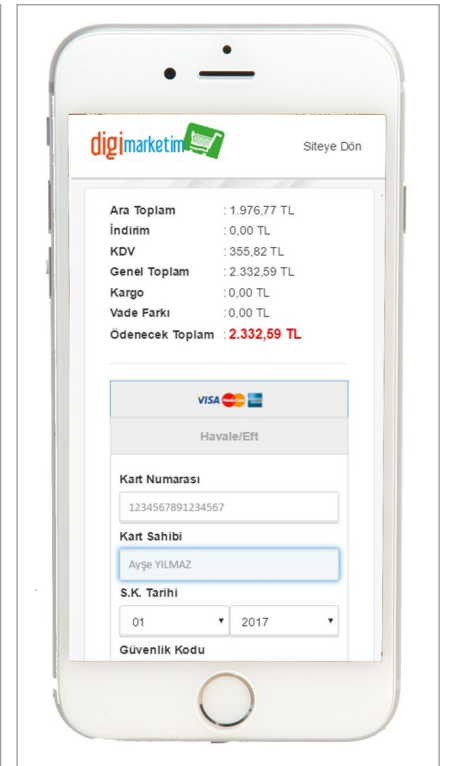 digimarketim
Siteye Dön
Ara Toplam : 1.976,77 TL
İndirim : 0,00 TL
KDV : 355,82 TL
Genel Toplam : 2.332,59 TL
Kargo : 0,00 TL
Vade Farkı : 0,00 TL
Ödenecek Toplam : 2.332,59 TL
VISA
Havale/Eft
Kart Numarası
1234567891234567
Kart Sahibi
Ayşe YILMAZ
S.K. Tarihi
01 2017
Güvenlik Kodu